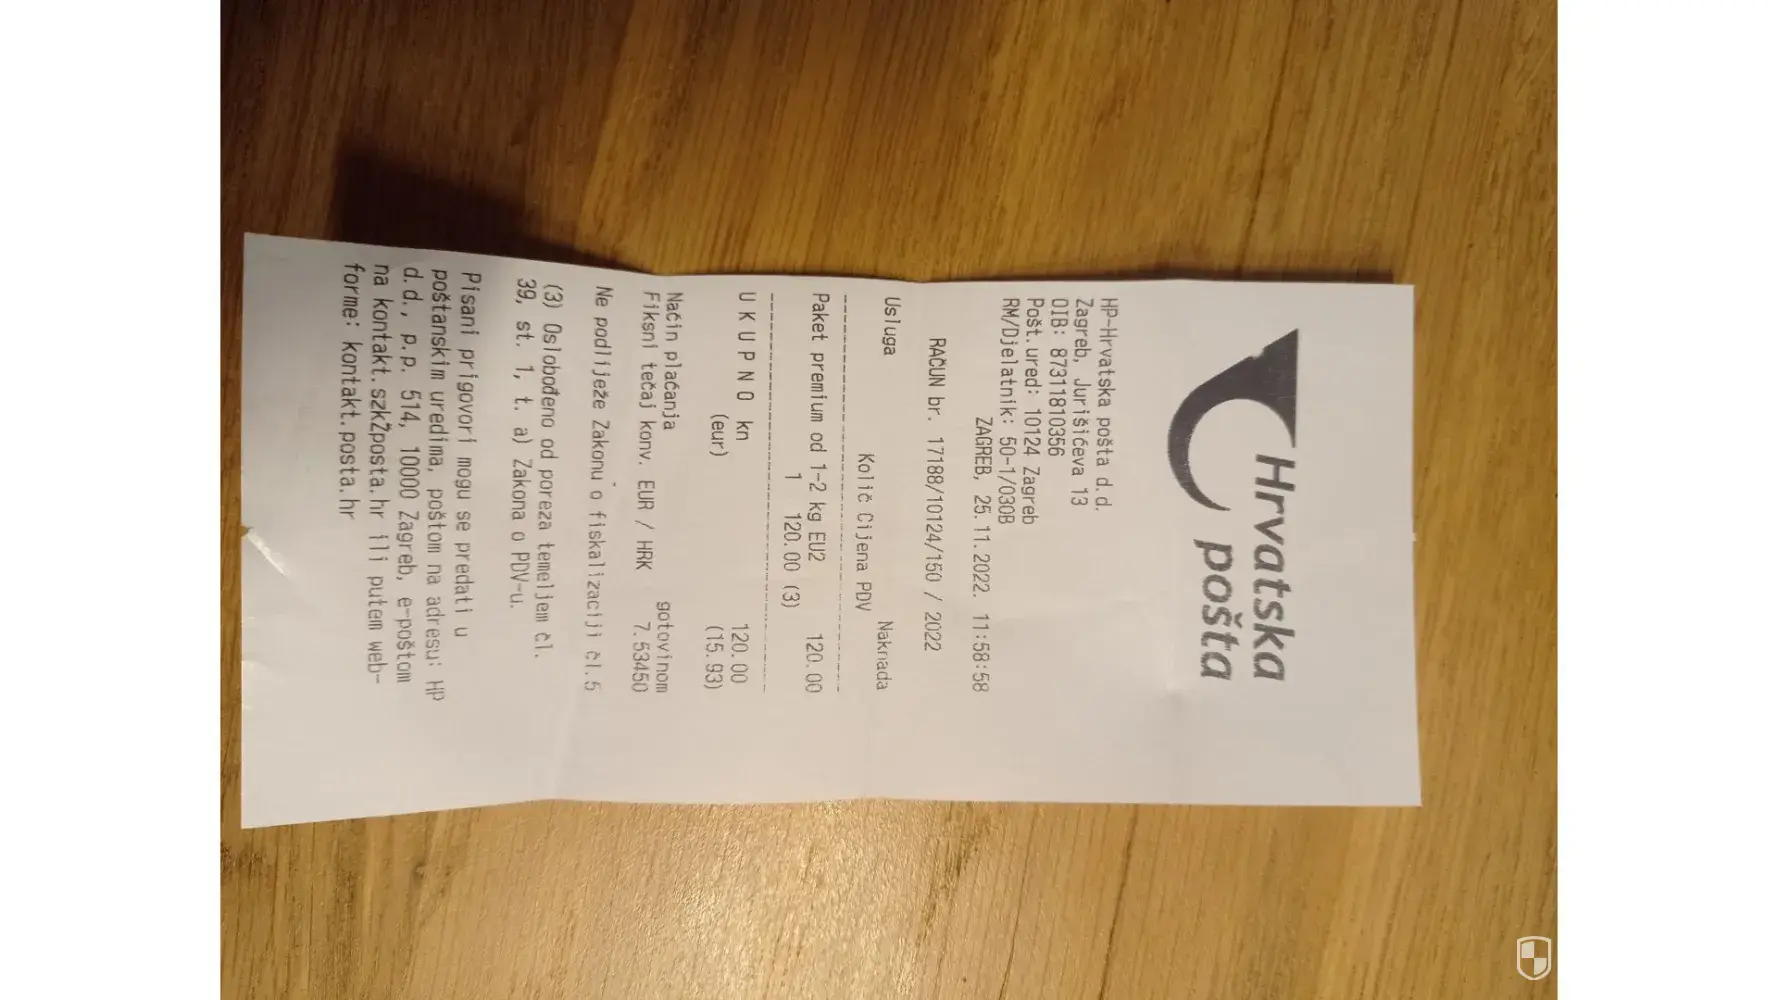 Hrvatska
pošta
HP-Hrvatska pošta d.d.
Zagreb, Jurišićeva 13
OIB: 87311810356
Pošt.ured: 10124 Zagreb
RM/Djelatnik: 50-1/030B
ZAGREB, 25.11.2022. 11:58:58
RAČUN br. 17188/10124/150 / 2022
Usluga Naknada
Količ Cijena PDV
Paket premium od 1-2 kg EU2
1 120.00 (3) 120.00
U K U P N O kn 120.00
(eur) (15.93)
Način plaćanja gotovinom
Fiksni tečaj konv. EUR / HRK 7.53450
Ne podliježe Zakonu o fiskalizaciji čl.5
(3) Oslobođeno od poreza temeljem čl.
39, st. 1, t. a) Zakona o PDV-u.
Pisani prigovori mogu se predati u
poštanskim uredima, poštom na adresu: HP
d.d., p.p. 514, 10000 Zagreb, e-poštom
na kontakt.szkŽposta.hr ili putem web-
forme: kontakt.posta.hr